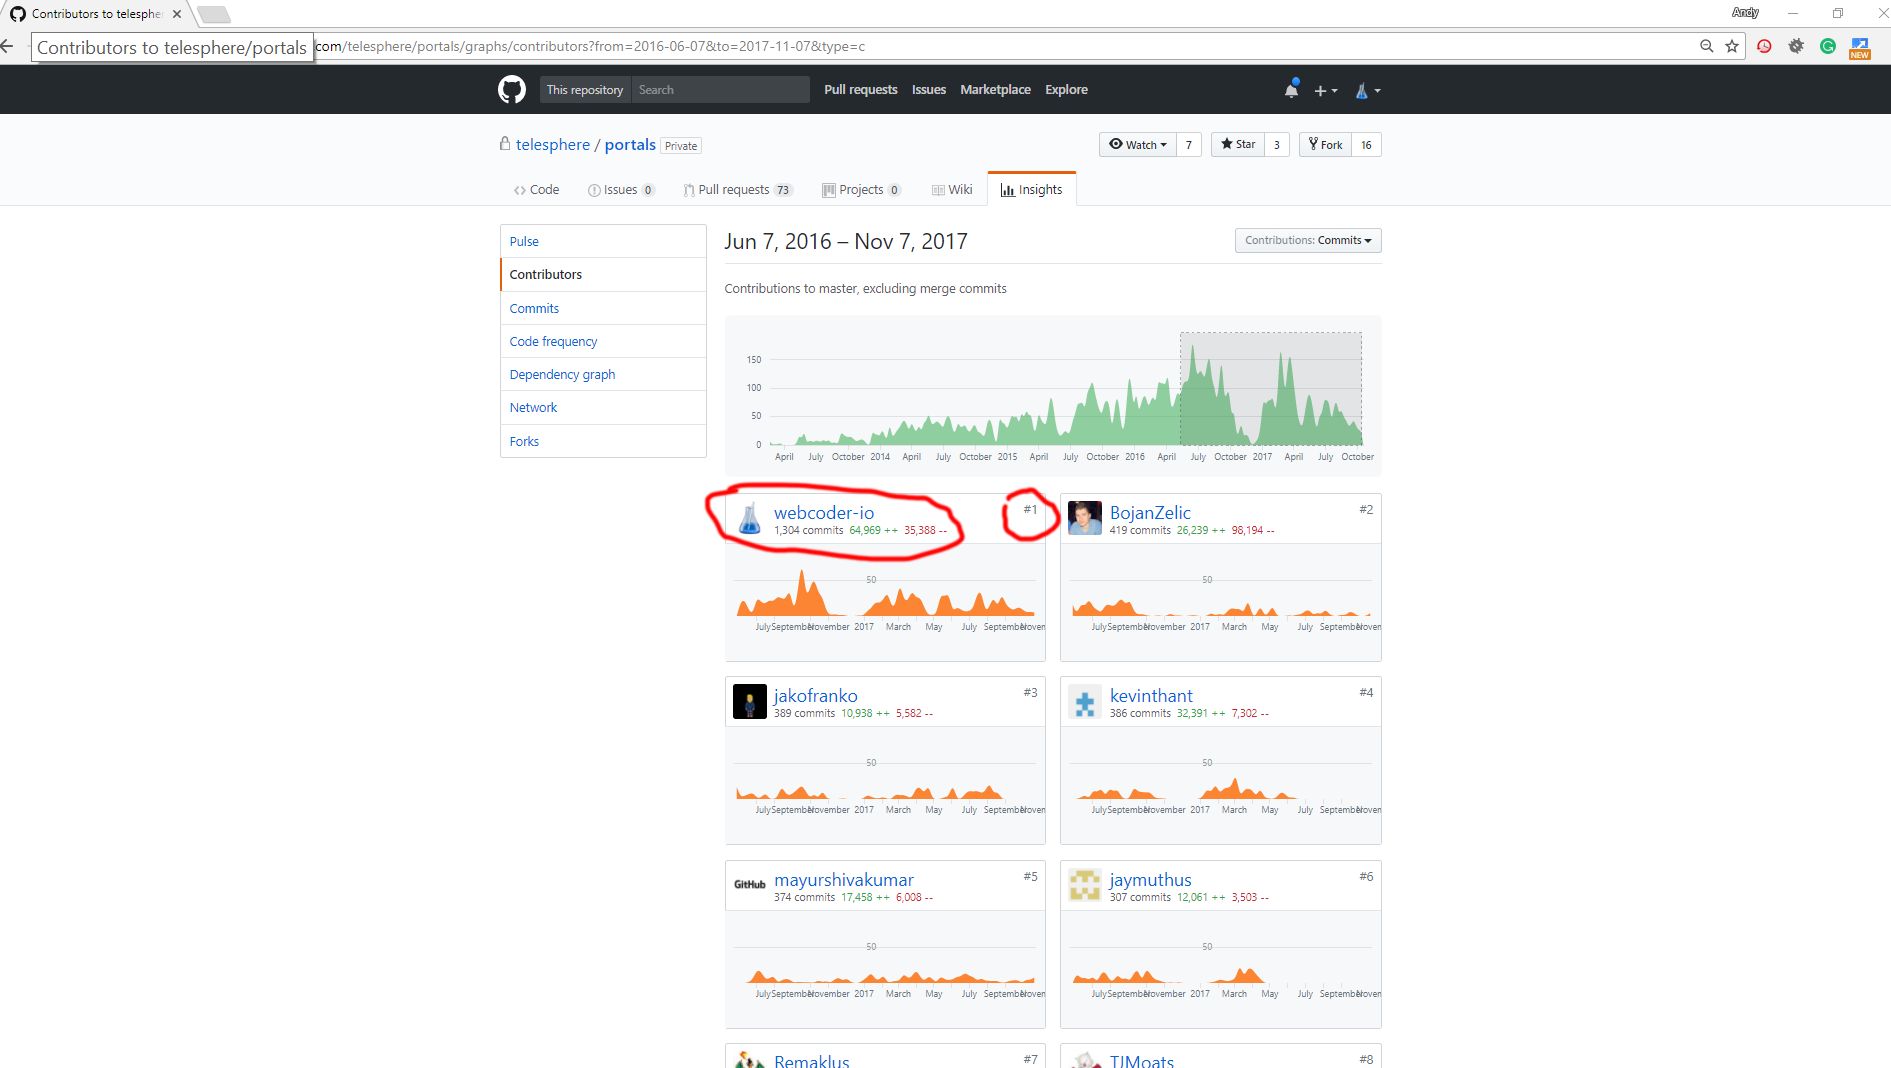 Contributors to telesphe
Andy
Contributors to telesphere/portals
com/telesphere/portals/graphs/contributors?from=2016-06-07&to=2017-11-07&type=c
NEW
This repository Search Pull requests Issues Marketplace Explore
telesphere / portals Private Watch 7 Star 3 Fork 16
Code Issues 0 Pull requests 73 Projects 0 Wiki Insights
Pulse
Contributors
Commits
Code frequency
Dependency graph
Network
Forks
Jun 7, 2016 – Nov 7, 2017 Contributions: Commits
Contributions to master, excluding merge commits
150
100
50
0
April July October 2014 April July October 2015 April July October 2016 April July October 2017 April July October
webcoder-io #1
1,304 commits 64,969 ++ 35,388 --
50
July September November 2017 March May July September Novem
BojanZelic #2
419 commits 26,239 ++ 98,194 --
50
July September November 2017 March May July September Novem
jakofranko #3
389 commits 10,938 ++ 5,582 --
50
July September November 2017 March May July September Novem
kevinthant #4
386 commits 32,391 ++ 7,302 --
50
July September November 2017 March May July September Novem
GitHub
mayurshivakumar #5
374 commits 17,458 ++ 6,008 --
50
July September November 2017 March May July September Novem
jaymuthus #6
307 commits 12,061 ++ 3,503 --
50
July September November 2017 March May July September Novem
Remaklus #7
TJMoats #8